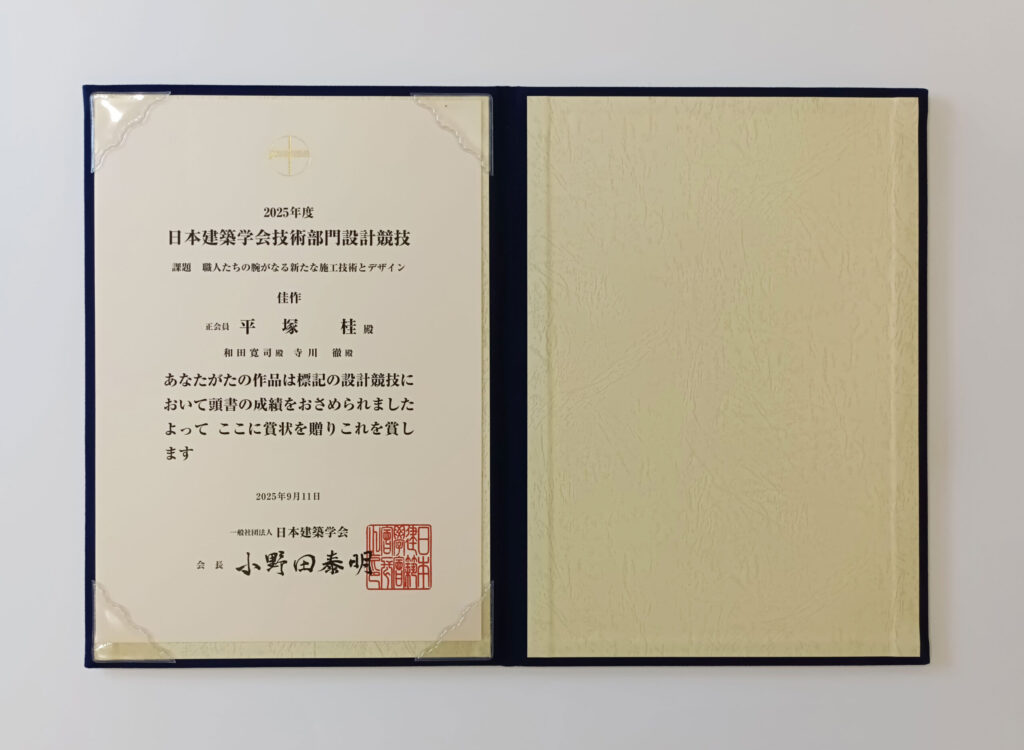 2025年度
日本建築学会技術部門設計競技
課題 職人たちの腕がなる新たな施工技術とデザイン
佳作
正会員 平塚 桂 殿
和田寛司殿 寺川 徹殿
あなたがたの作品は標記の設計競技に
おいて頭書の成績をおさめられました
よって ここに賞状を贈りこれを賞し
ます
2025年9月11日
一般社団法人 日本建築学会
会長 小野田泰明